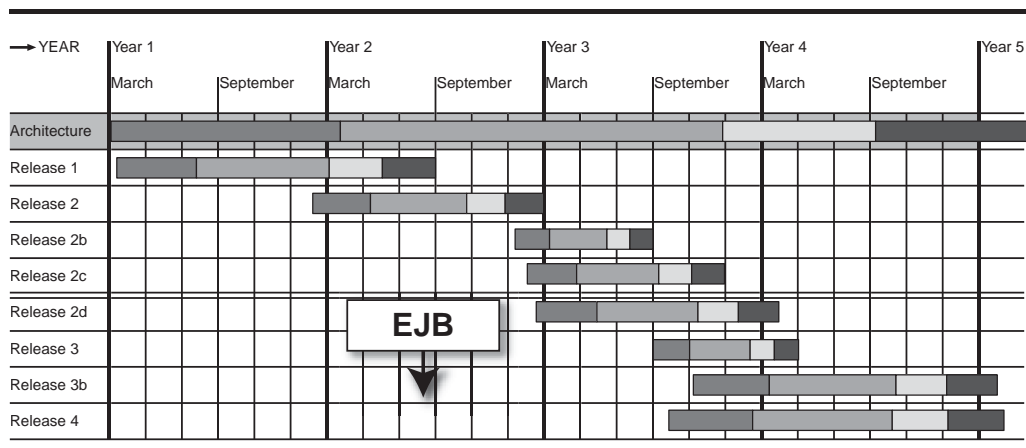 YEAR Year 1 Year 2 Year 3 Year 4 Year 5
March September March September March September March September
Architecture
Release 1
Release 2
Release 2b
Release 2c
Release 2d
EJB
Release 3
Release 3b
Release 4